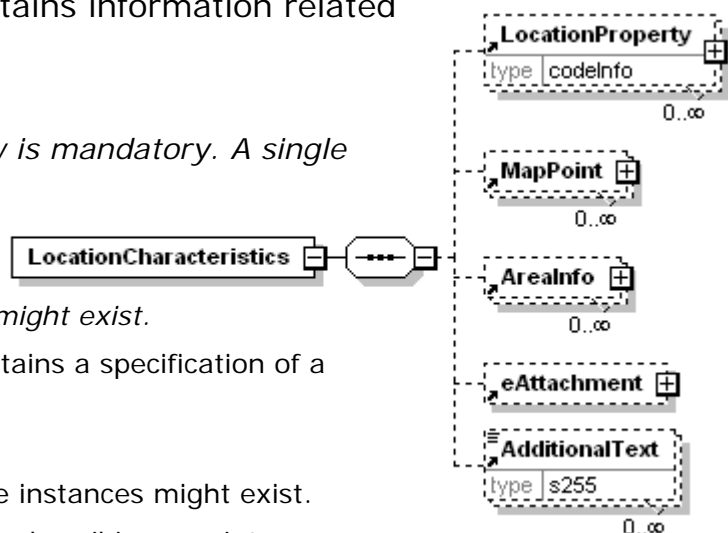 tains information related
y is mandatory. A single
might exist.
tains a specification of a
e instances might exist.
LocationCharacteristics
LocationProperty
type codeInfo
0..∞
MapPoint
0..∞
AreaInfo
0..∞
eAttachment
AdditionalText
type s255
0..∞